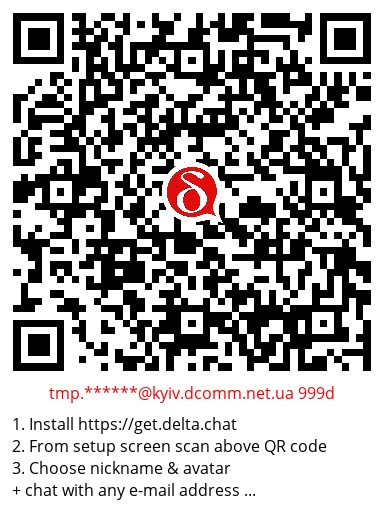 δ
tmp.******@kyiv.dcomm.net.ua 999d
1. Install https://get.delta.chat
2. From setup screen scan above QR code
3. Choose nickname & avatar
+ chat with any e-mail address ...